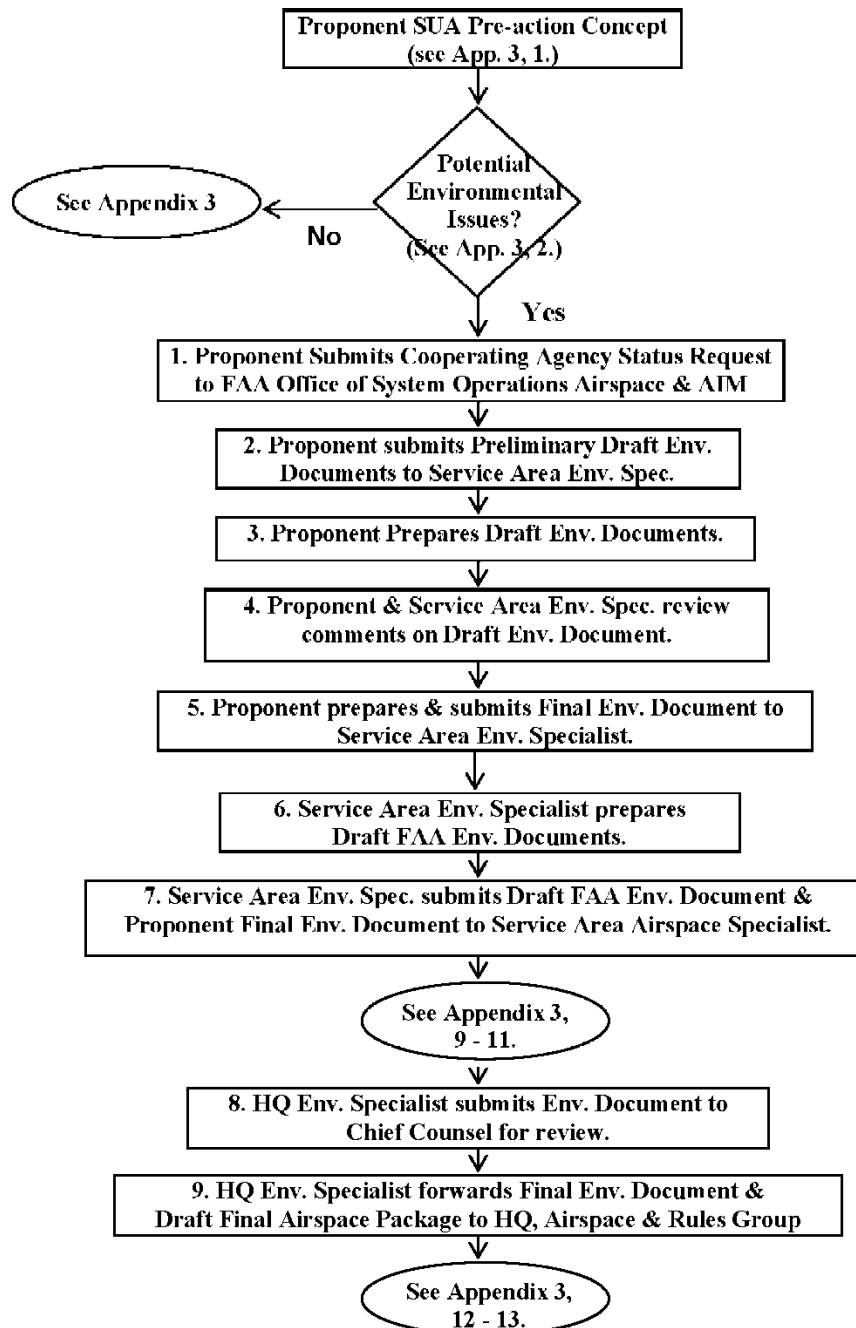 Proponent SUA Pre-action Concept
(see App. 3, 1.)
Potential
Environmental
Issues?
(See App. 3, 2.)
See Appendix 3
No
Yes
1. Proponent Submits Cooperating Agency Status Request
to FAA Office of System Operations Airspace & AIM
2. Proponent submits Preliminary Draft Env.
Documents to Service Area Env. Spec.
3. Proponent Prepares Draft Env. Documents.
4. Proponent & Service Area Env. Spec. review
comments on Draft Env. Document.
5. Proponent prepares & submits Final Env. Document to
Service Area Env. Specialist.
6. Service Area Env. Specialist prepares
Draft FAA Env. Documents.
7. Service Area Env. Spec. submits Draft FAA Env. Document &
Proponent Final Env. Document to Service Area Airspace Specialist.
See Appendix 3,
9 - 11.
8. HQ Env. Specialist submits Env. Document to
Chief Counsel for review.
9. HQ Env. Specialist forwards Final Env. Document &
Draft Final Airspace Package to HQ, Airspace & Rules Group
See Appendix 3,
12 - 13.